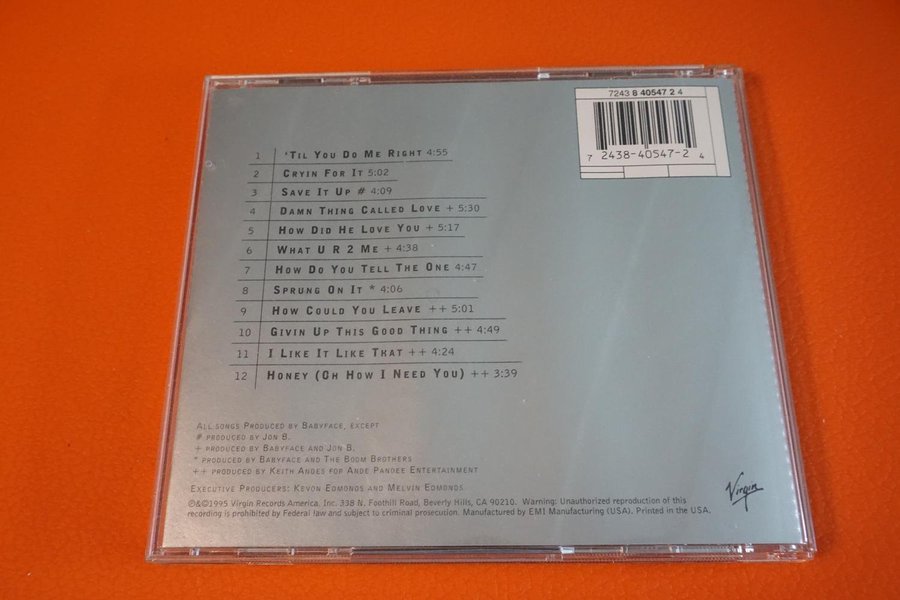 7243 8 40547 2 4
7 24384-0547-2 4
1 'Til You Do Me Right 4:55
2 Cryin For It 5:02
3 Save It Up # 4:09
4 Damn Thing Called Love + 5:30
5 How Did He Love You + 5:17
6 What U R 2 Me + 4:38
7 How Do You Tell The One 4:47
8 Sprung On It * 4:06
9 How Could You Leave ++ 5:01
10 Givin Up This Good Thing ++ 4:49
11 I Like It Like That ++ 4:24
12 Honey (Oh How I Need You) ++ 3:39
All songs Produced by Babyface, except
# produced by Jon B.
+ produced by Babyface and Jon B.
* produced by Babyface and The Boom Brothers
++ produced by Keith Andes for Ande Pandee Entertainment
Executive Producers: Kevon Edmonds and Melvin Edmonds
℗&©1995 Virgin Records America, Inc. 338 N. Foothill Road, Beverly Hills, CA 90210. Warning: Unauthorized reproduction of this
recording is prohibited by Federal law and subject to criminal prosecution. Manufactured by EMI Manufacturing (USA). Printed in the USA.
Virgin